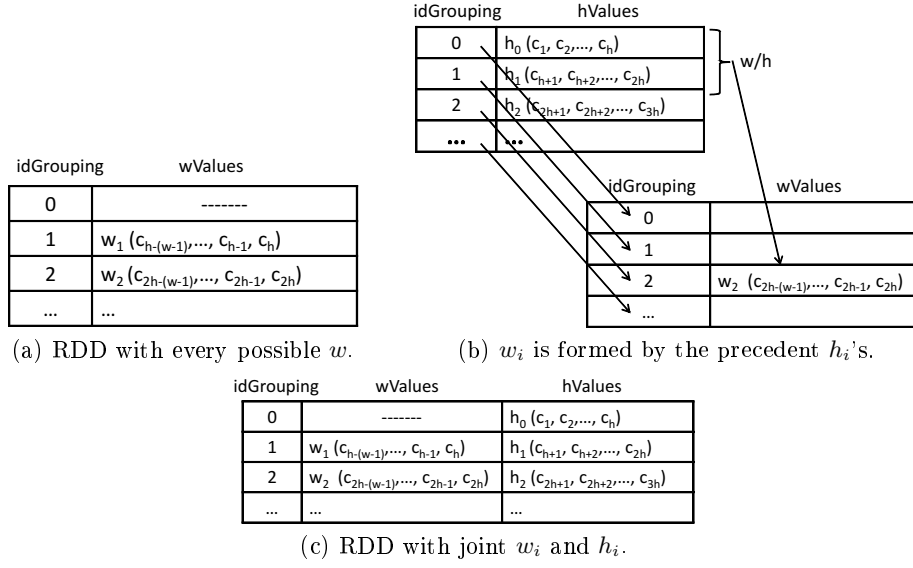 idGrouping hValues
0 h0 (c1, c2,..., ch)
1 h1 (ch+1, ch+2,..., c2h)
2 h2 (c2h+1, c2h+2,..., c3h)
... ...
w/h
idGrouping wValues
0 -------
1 w1 (ch-(w-1),..., ch-1, ch)
2 w2 (c2h-(w-1),..., c2h-1, c2h)
... ...
(a) RDD with every possible w.
idGrouping wValues
0
1
2 w2 (c2h-(w-1),..., c2h-1, c2h)
...
(b) wi is formed by the precedent hi's.
idGrouping wValues hValues
0 ------- h0 (c1, c2,..., ch)
1 w1 (ch-(w-1),..., ch-1, ch) h1 (ch+1, ch+2,..., c2h)
2 w2 (c2h-(w-1),..., c2h-1, c2h) h2 (c2h+1, c2h+2,..., c3h)
... ... ...
(c) RDD with joint wi and hi.